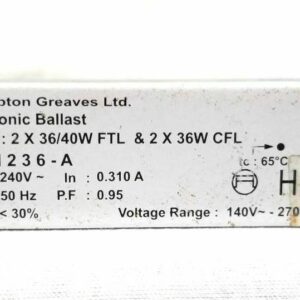 pton Greaves Ltd.
onic Ballast
: 2 X 36/40W FTL & 2 X 36W CFL
236-A
tc : 65°C
240V ~ In : 0.310 A
50 Hz P.F : 0.95
H
< 30% Voltage Range : 140V~ - 270